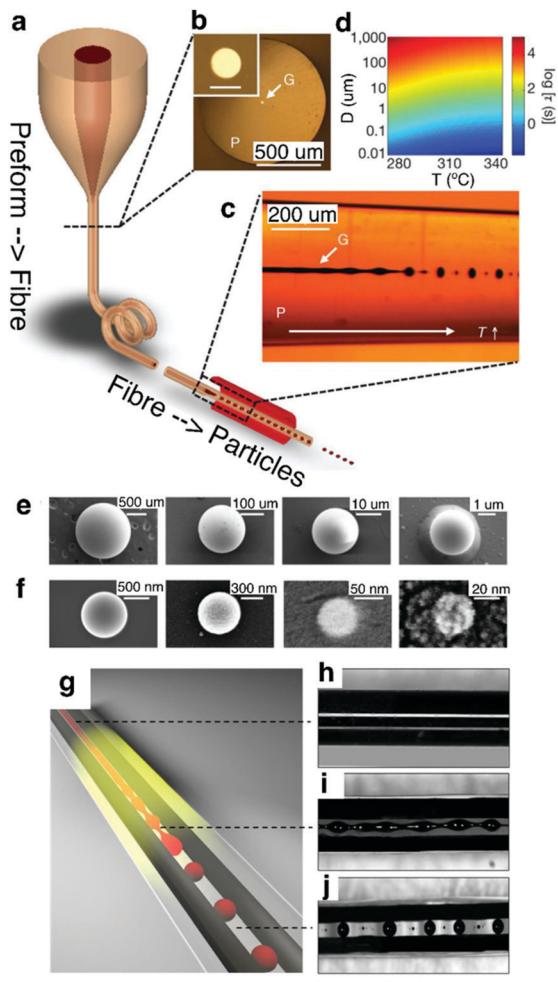 a
Preform --> Fibre
Fibre --> Particles
b
G
P
500 um
c
200 um
G
P
T ↑
d
D (um)
1,000
100
10
1
0.1
0.01
280
310
340
T (ºC)
4
2
0
log [τ (s)]
e
500 um
100 um
10 um
1 um
f
500 nm
300 nm
50 nm
20 nm
g
h
i
j